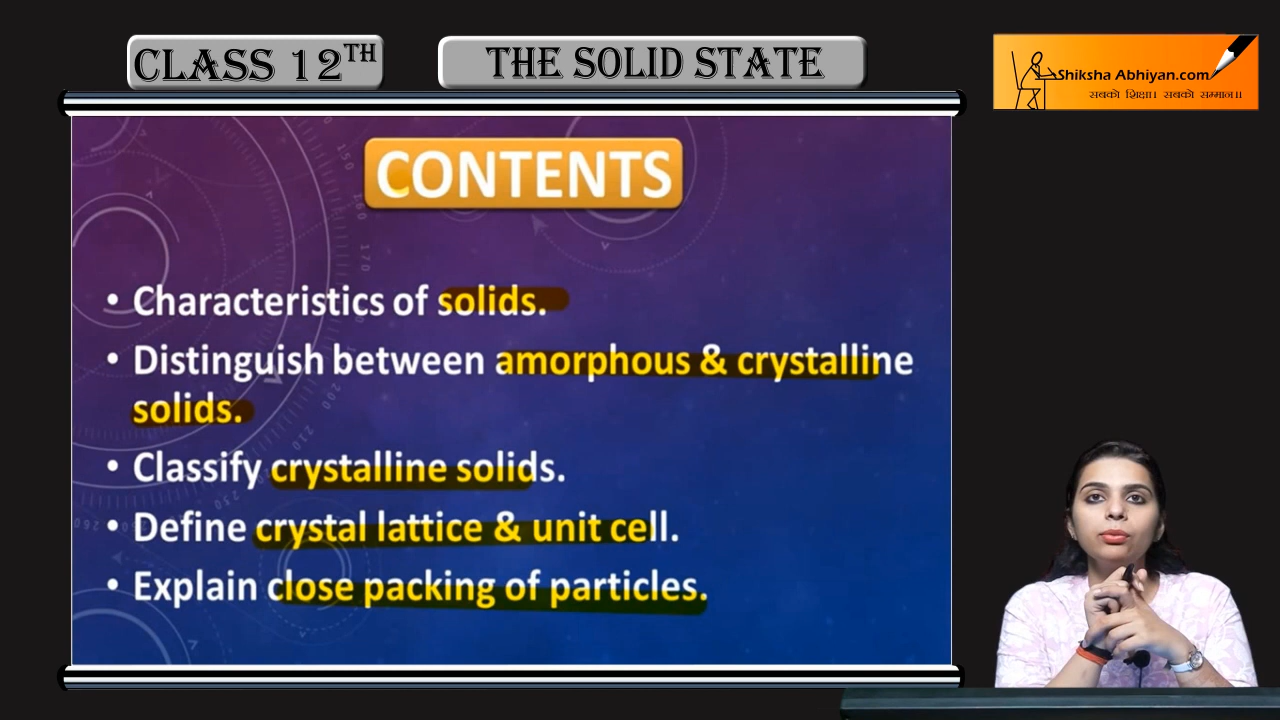 CLASS 12TH
THE SOLID STATE
Shiksha Abhiyan.com
सबको शिक्षा। सबको सम्मान॥
CONTENTS
• Characteristics of solids.
• Distinguish between amorphous & crystalline
solids.
• Classify crystalline solids.
• Define crystal lattice & unit cell.
• Explain close packing of particles.